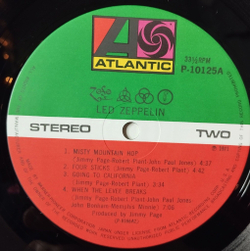 ATLANTIC
33⅓RPM
P-10125A
LED ZEPPELIN
STEREO
TWO
1. MISTY MOUNTAIN HOP
(Jimmy Page-Robert Plant-John Paul Jones) 4:37
2. FOUR STICKS (Jimmy Page-Robert Plant) 4:42
3. GOING TO CALIFORNIA
(Jimmy Page-Robert Plant) 3:34
4. WHEN THE LEVEE BREAKS
(Jimmy Page-Robert Plant-John Paul Jones-
John Bonham-Memphis Minnie) 7:08
Produced by Jimmy Page